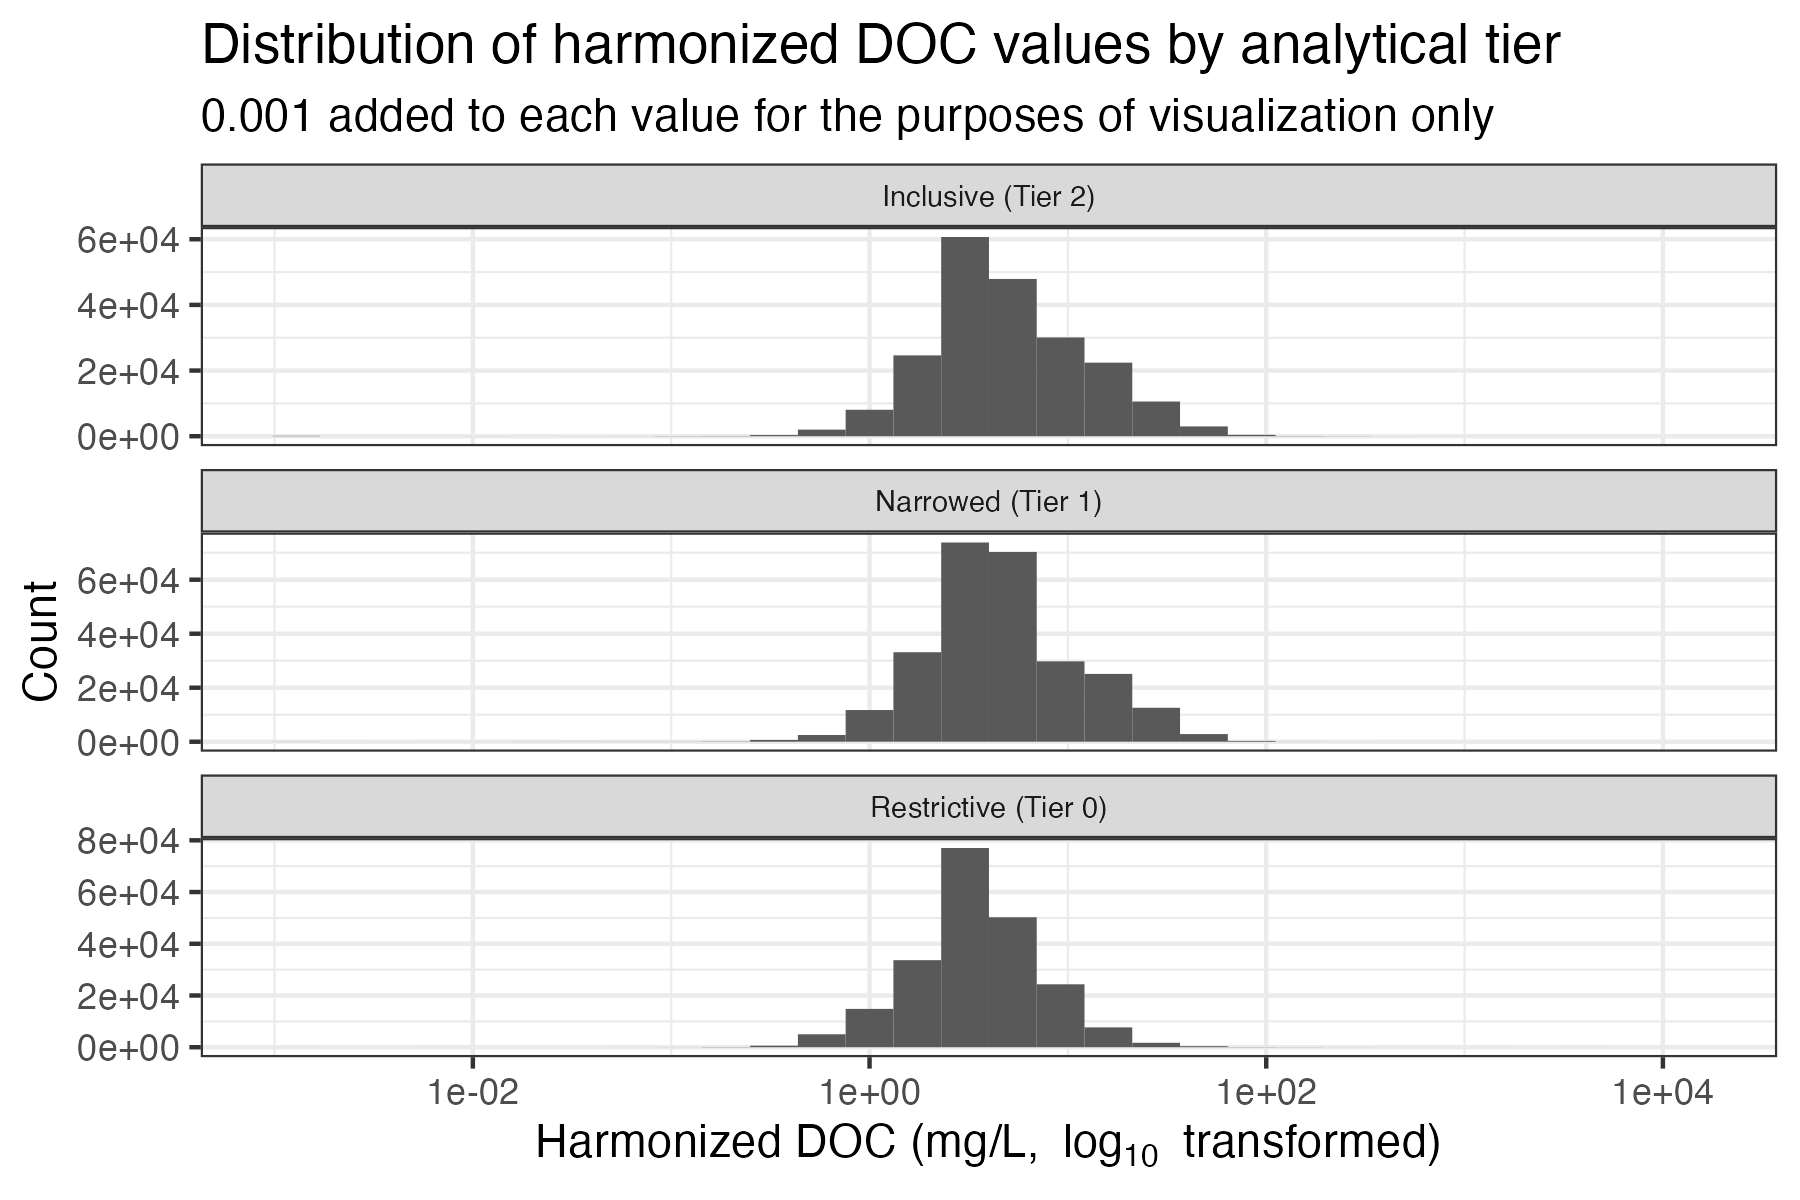 Distribution of harmonized DOC values by analytical tier
0.001 added to each value for the purposes of visualization only
Inclusive (Tier 2)
6e+04
4e+04
2e+04
0e+00
Narrowed (Tier 1)
6e+04
4e+04
2e+04
0e+00
Restrictive (Tier 0)
8e+04
6e+04
4e+04
2e+04
0e+00
Count
1e-02 1e+00 1e+02 1e+04
Harmonized DOC (mg/L, log₁₀ transformed)